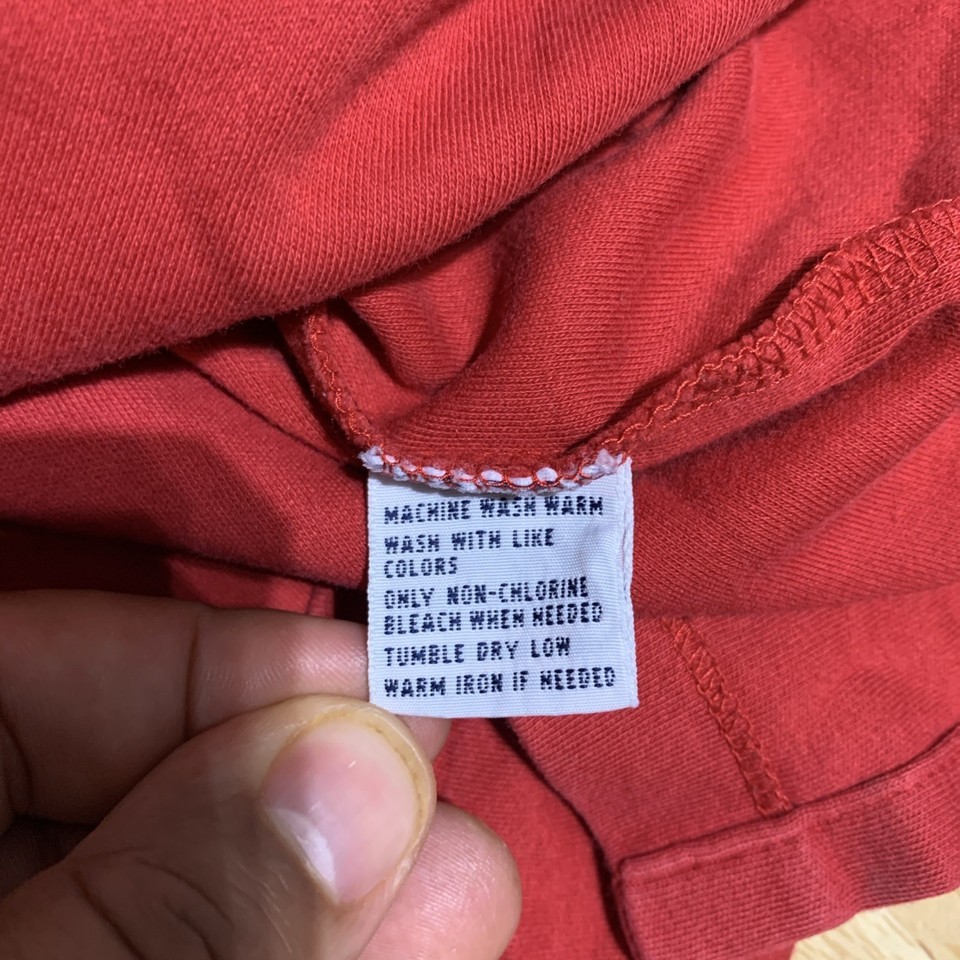 MACHINE WASH WARM
WASH WITH LIKE
COLORS
ONLY NON-CHLORINE
BLEACH WHEN NEEDED
TUMBLE DRY LOW
WARM IRON IF NEEDED